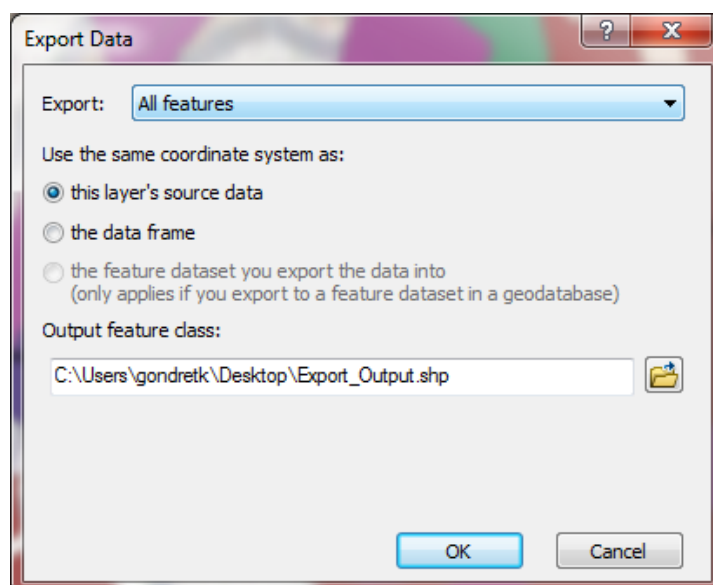 Export Data
?
Export: All features
Use the same coordinate system as:
this layer's source data
the data frame
the feature dataset you export the data into
(only applies if you export to a feature dataset in a geodatabase)
Output feature class:
C:\Users\gondretk\Desktop\Export_Output.shp
OK Cancel